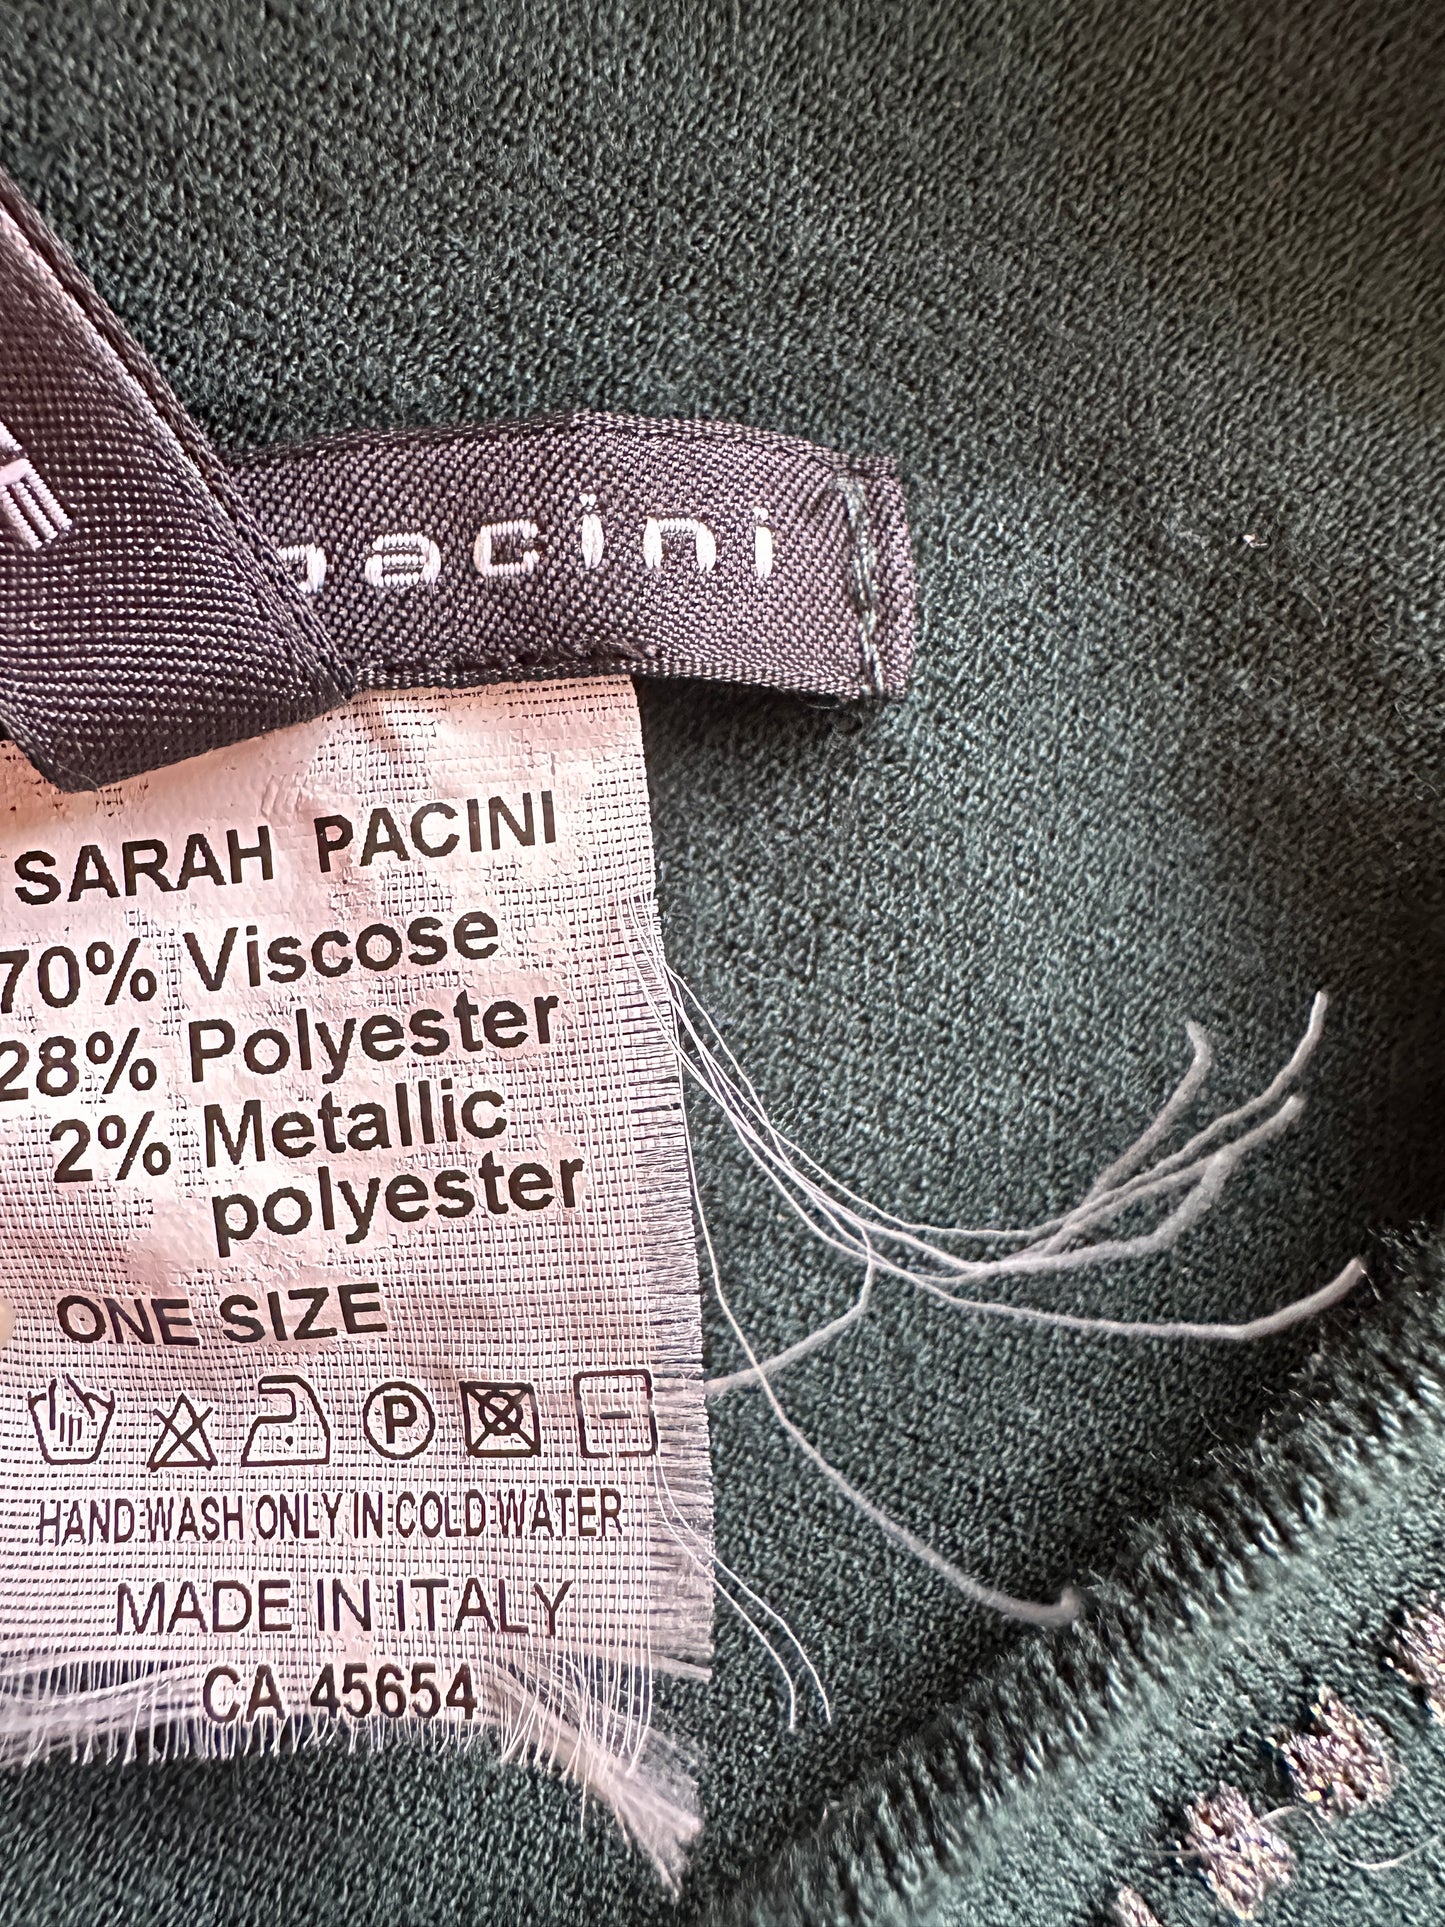 pacini
SARAH PACINI
70% Viscose
28% Polyester
2% Metallic
polyester
ONE SIZE
P
HAND WASH ONLY IN COLD WATER
MADE IN ITALY
CA 45654